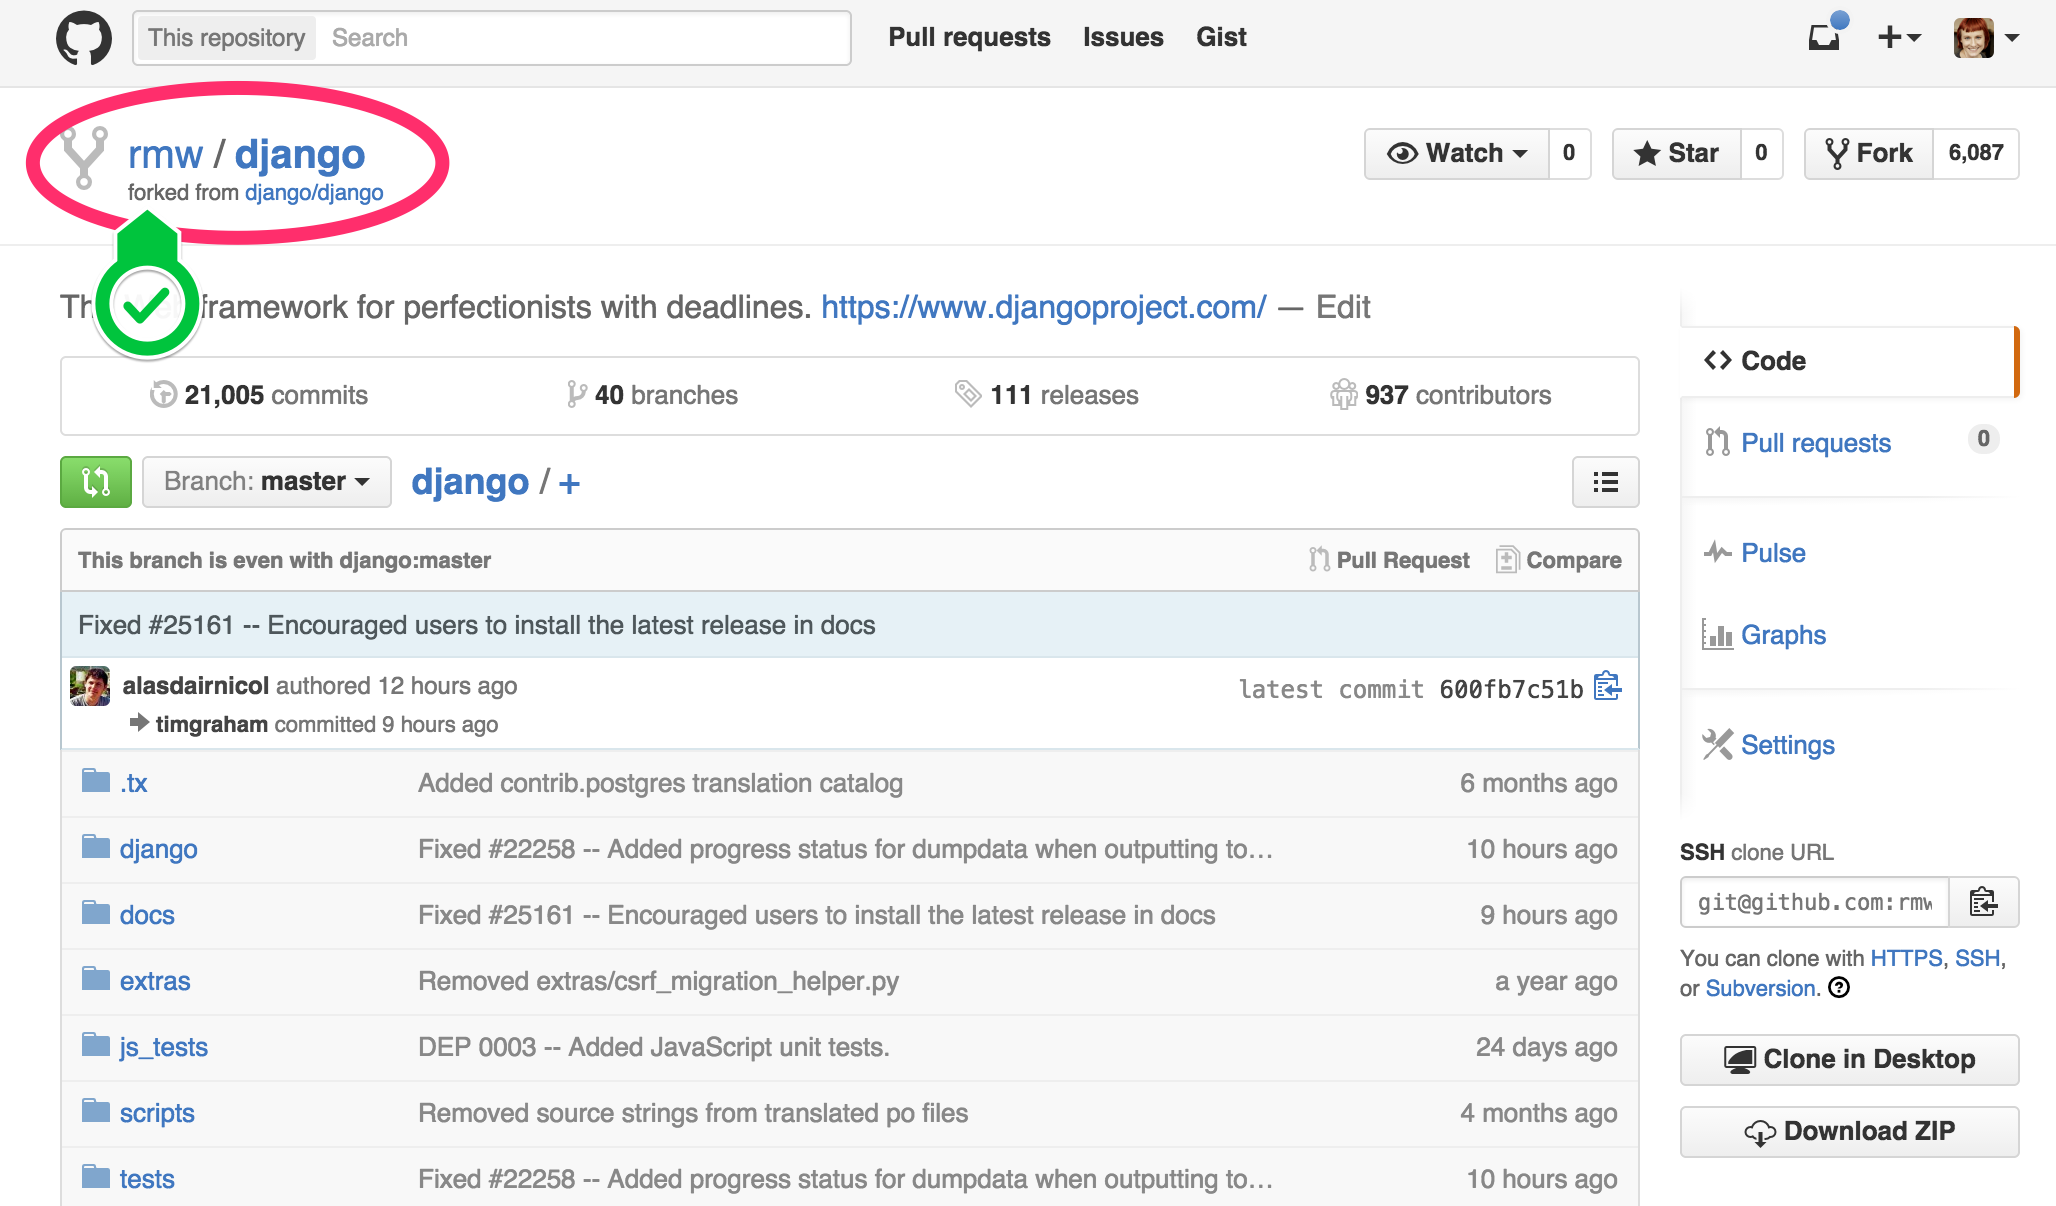 This repository Search Pull requests Issues Gist
rmw / django
forked from django/django
Watch 0 Star 0 Fork 6,087
framework for perfectionists with deadlines. https://www.djangoproject.com/ — Edit
21,005 commits 40 branches 111 releases 937 contributors
Branch: master django / +
This branch is even with django:master Pull Request Compare
Fixed #25161 -- Encouraged users to install the latest release in docs
alasdairnicol authored 12 hours ago
timgraham committed 9 hours ago
latest commit 600fb7c51b
.tx Added contrib.postgres translation catalog 6 months ago
django Fixed #22258 -- Added progress status for dumpdata when outputting to… 10 hours ago
docs Fixed #25161 -- Encouraged users to install the latest release in docs 9 hours ago
extras Removed extras/csrf_migration_helper.py a year ago
js_tests DEP 0003 -- Added JavaScript unit tests. 24 days ago
scripts Removed source strings from translated po files 4 months ago
tests Fixed #22258 -- Added progress status for dumpdata when outputting to… 10 hours ago
Code
Pull requests 0
Pulse
Graphs
Settings
SSH clone URL
git@github.com:rmw
You can clone with HTTPS, SSH,
or Subversion.
Clone in Desktop
Download ZIP